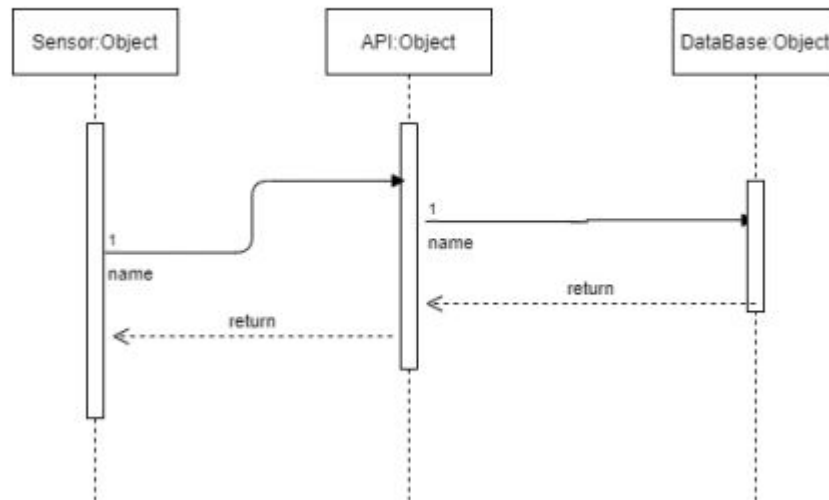 Sensor:Object
API:Object
DataBase:Object
1
name
1
name
return
return